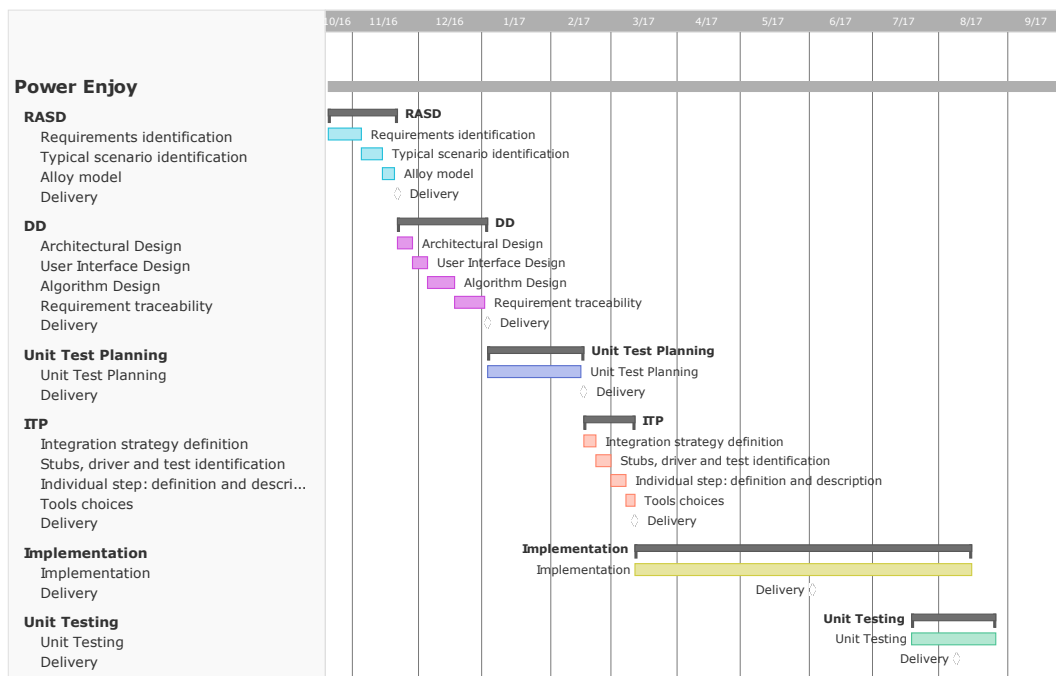 10/16 11/16 12/16 1/17 2/17 3/17 4/17 5/17 6/17 7/17 8/17 9/17
Power Enjoy
RASD RASD
Requirements identification Requirements identification
Typical scenario identification Typical scenario identification
Alloy model Alloy model
Delivery Delivery
DD DD
Architectural Design Architectural Design
User Interface Design User Interface Design
Algorithm Design Algorithm Design
Requirement traceability Requirement traceability
Delivery Delivery
Unit Test Planning Unit Test Planning
Unit Test Planning Unit Test Planning
Delivery Delivery
ITP ITP
Integration strategy definition Integration strategy definition
Stubs, driver and test identification Stubs, driver and test identification
Individual step: definition and descri... Individual step: definition and description
Tools choices Tools choices
Delivery Delivery
Implementation Implementation
Implementation Implementation
Delivery Delivery
Unit Testing Unit Testing
Unit Testing Unit Testing
Delivery Delivery